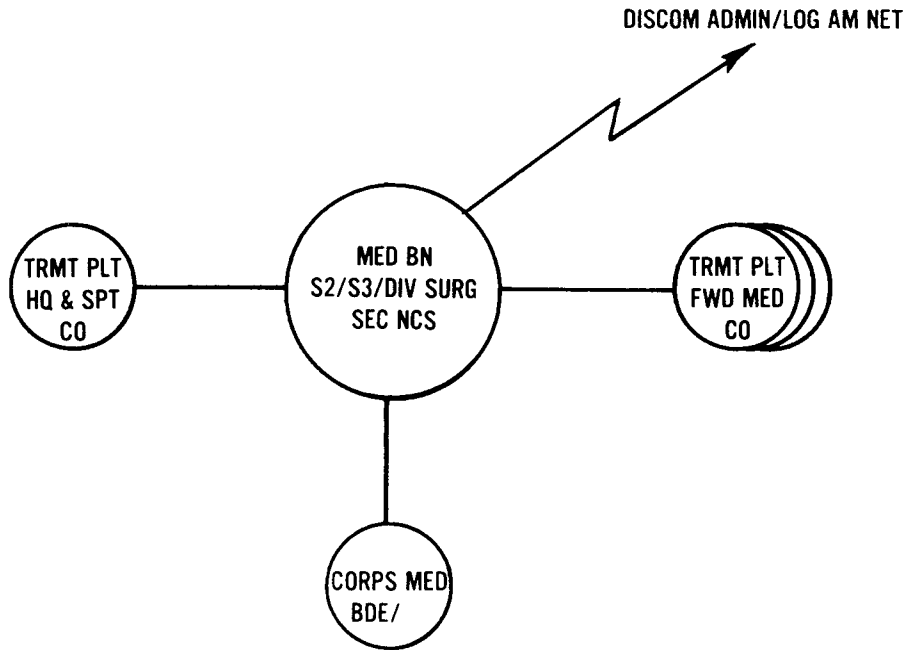 DISCOM ADMIN/LOG AM NET
TRMT PLT
HQ & SPT
CO
MED BN
S2/S3/DIV SURG
SEC NCS
TRMT PLT
FWD MED
CO
CORPS MED
BDE/